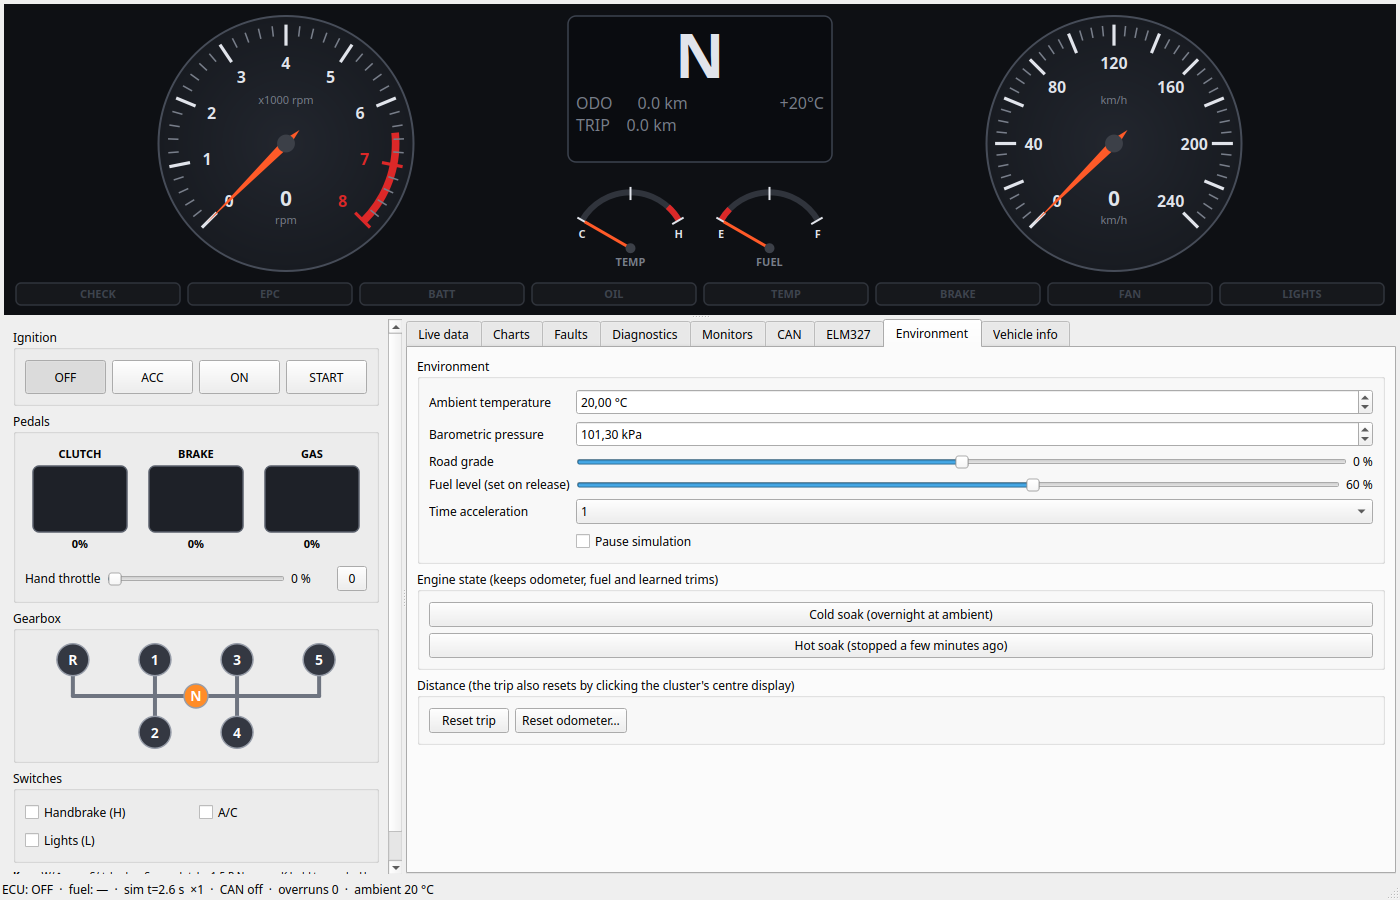 4
3
5
2
6
1
7
0
8
x1000 rpm
0
rpm
N
ODO 0.0 km +20°C
TRIP 0.0 km
C H
TEMP
E F
FUEL
120
80
160
40
200
0
240
km/h
0
km/h
CHECK EPC BATT OIL TEMP BRAKE FAN LIGHTS
Ignition
OFF ACC ON START
Pedals
CLUTCH BRAKE GAS
0% 0% 0%
Hand throttle 0 % 0
Gearbox
R 1 3 5
N
2 4
Switches
Handbrake (H) A/C
Lights (L)
Live data Charts Faults Diagnostics Monitors CAN ELM327 Environment Vehicle info
Environment
Ambient temperature 20,00 °C
Barometric pressure 101,30 kPa
Road grade 0 %
Fuel level (set on release) 60 %
Time acceleration 1
Pause simulation
Engine state (keeps odometer, fuel and learned trims)
Cold soak (overnight at ambient)
Hot soak (stopped a few minutes ago)
Distance (the trip also resets by clicking the cluster's centre display)
Reset trip Reset odometer...
ECU: OFF · fuel: — · sim t=2.6 s ×1 · CAN off · overruns 0 · ambient 20 °C